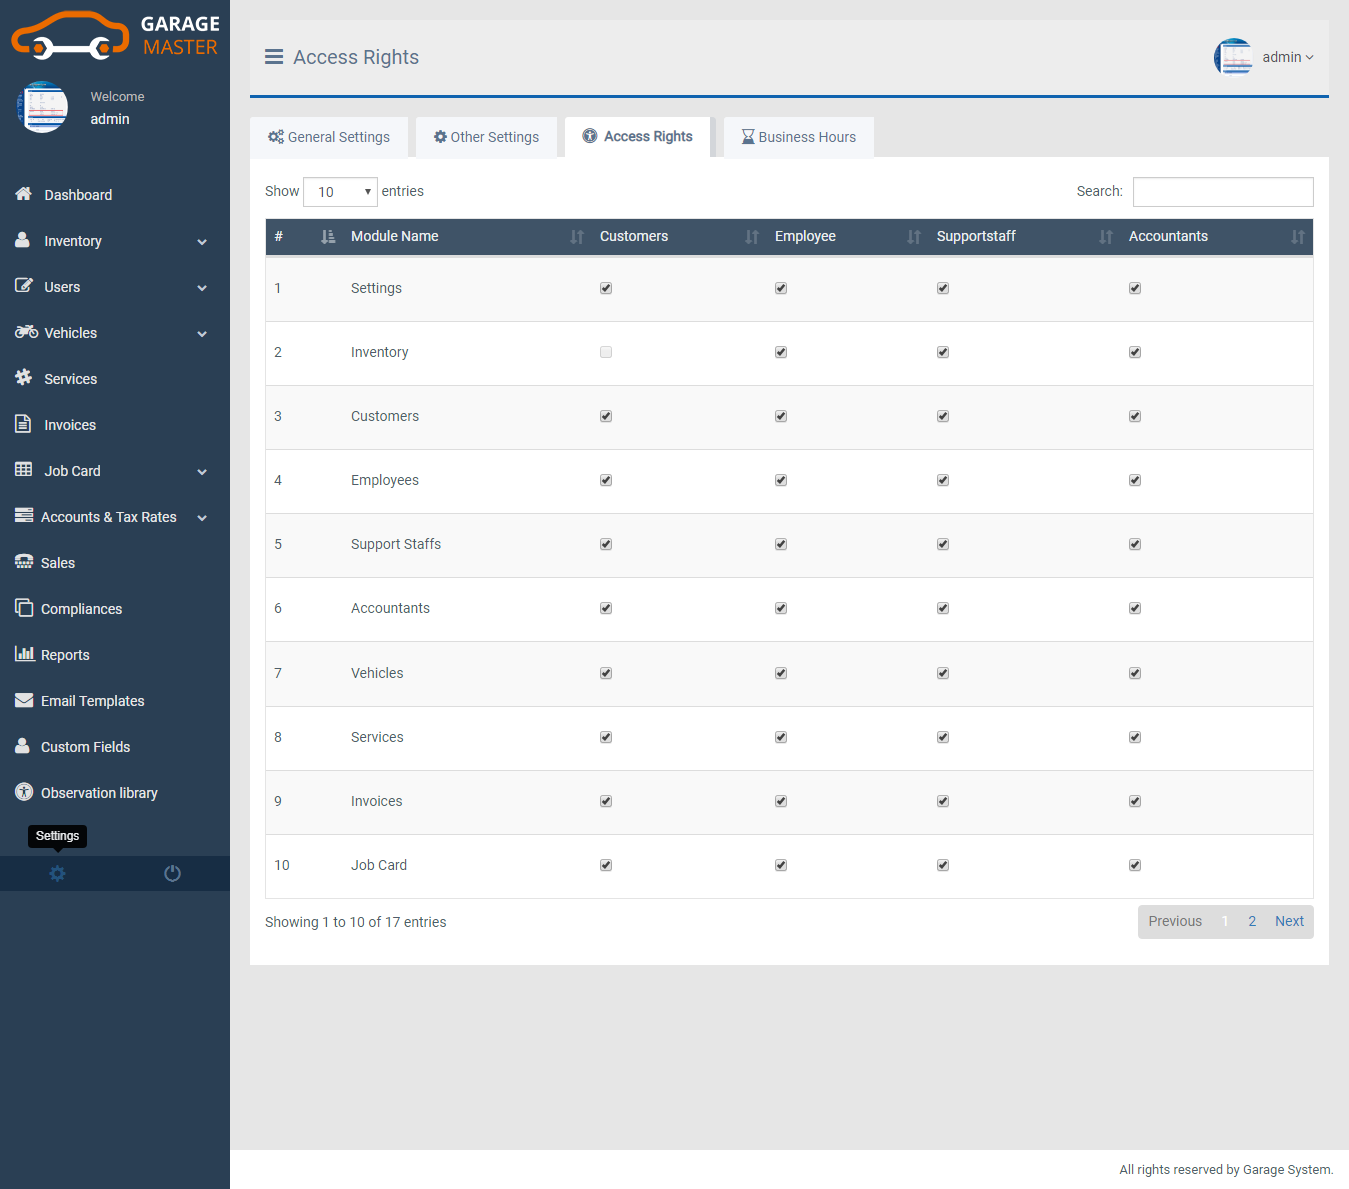 GARAGE
MASTER
Welcome
admin
Dashboard
Inventory
Users
Vehicles
Services
Invoices
Job Card
Accounts & Tax Rates
Sales
Compliances
Reports
Email Templates
Custom Fields
Observation library
Settings
Access Rights
admin
General Settings Other Settings Access Rights Business Hours
Show 10 entries Search:
# Module Name Customers Employee Supportstaff Accountants
1 Settings
2 Inventory
3 Customers
4 Employees
5 Support Staffs
6 Accountants
7 Vehicles
8 Services
9 Invoices
10 Job Card
Showing 1 to 10 of 17 entries
Previous 1 2 Next
All rights reserved by Garage System.